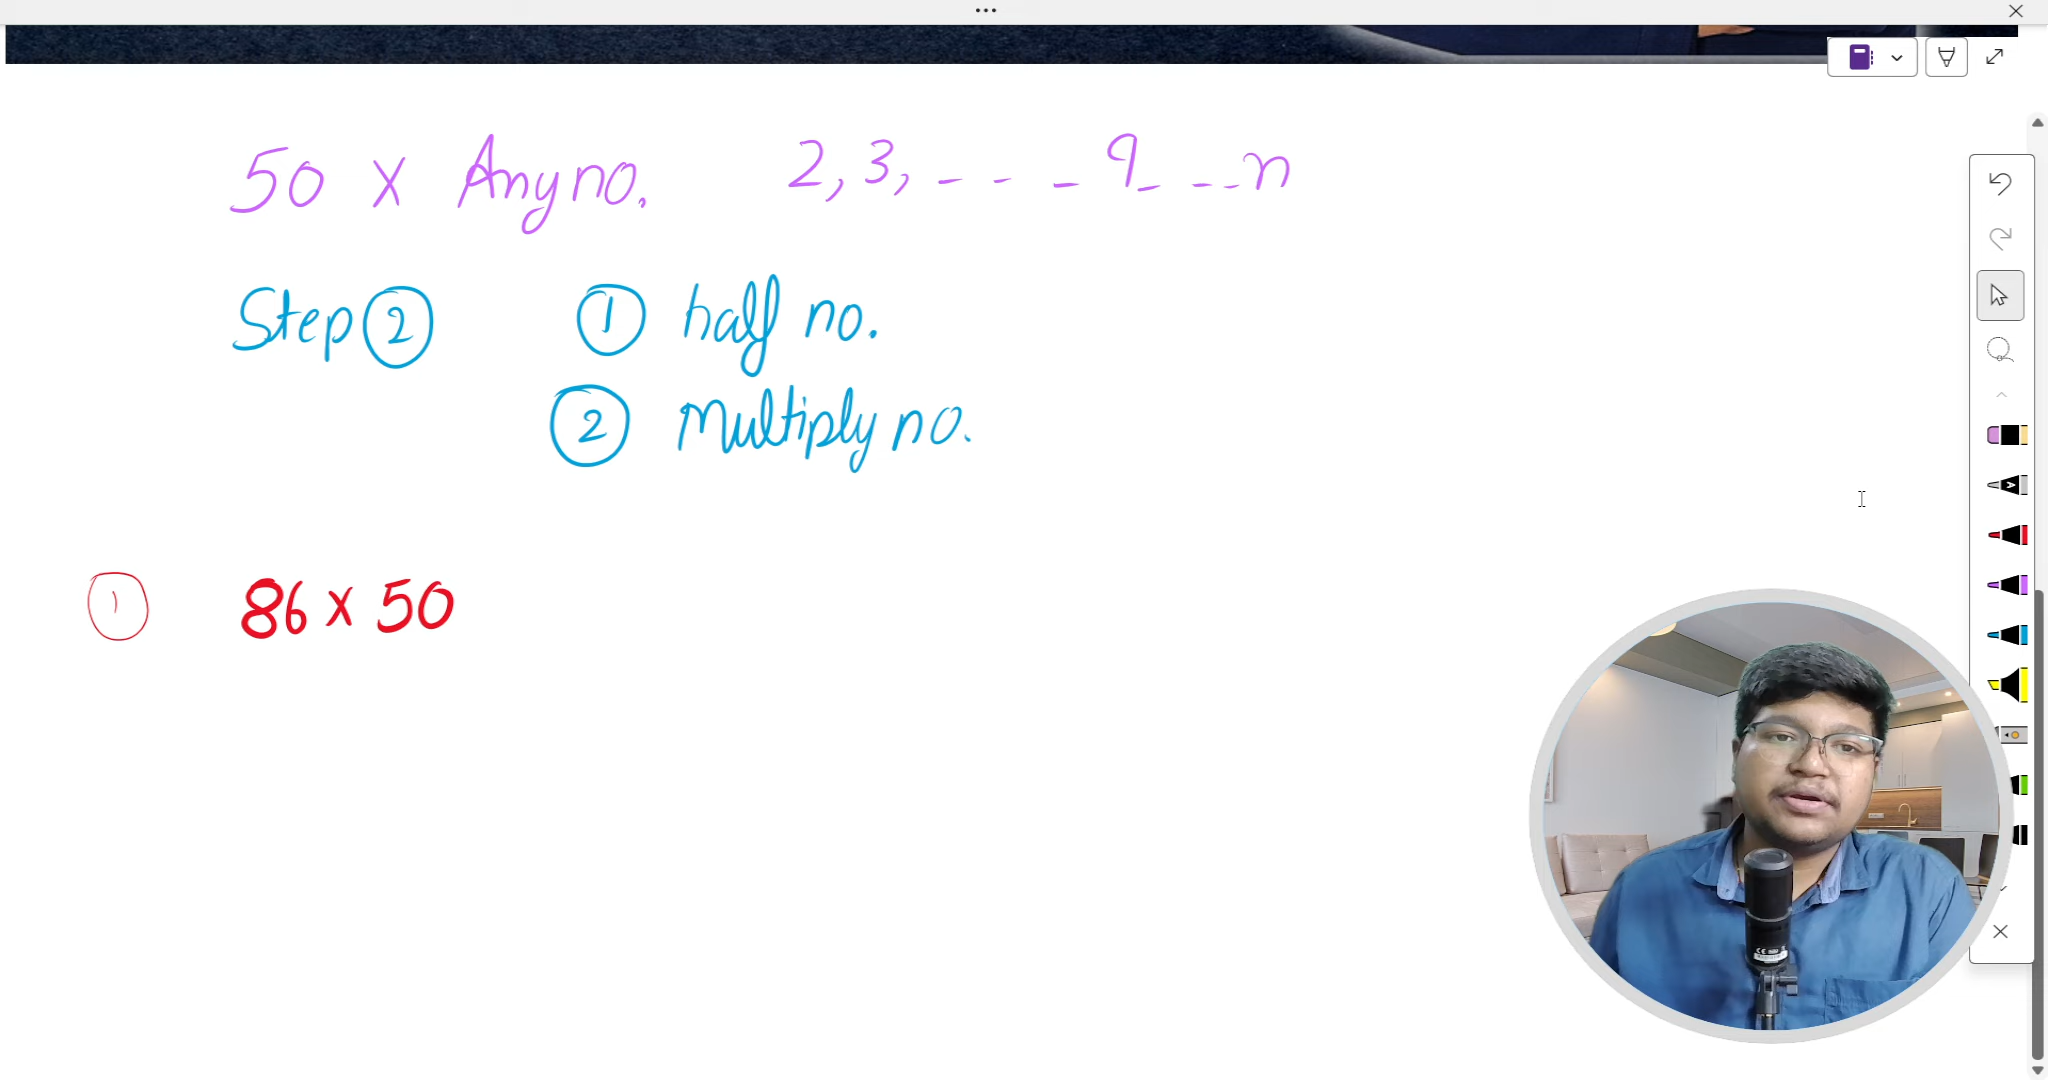 50 X Any no. 2, 3, - - - 9 - - - n
Step 2 1 half no.
2 Multiply no.
1 86 x 50